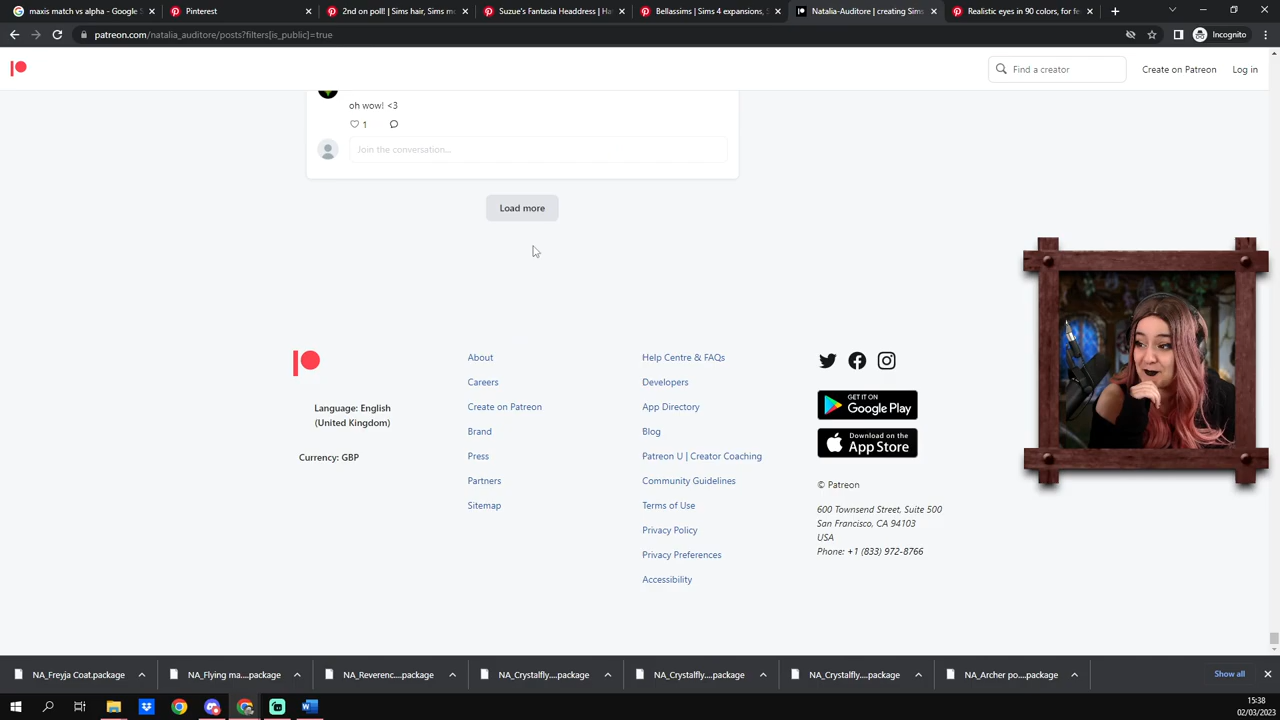 maxis match vs alpha - Google S
Pinterest
2nd on poll! | Sims hair, Sims mo
Suzue's Fantasia Headdress | Ha
Bellassims | Sims 4 expansions, S
Natalia-Auditore | creating Sims
Realistic eyes in 90 colors, for fe
patreon.com/natalia_auditore/posts?filters[is_public]=true
Incognito
Find a creator
Create on Patreon
Log in
oh wow! <3
1
Join the conversation...
Load more
Language: English
(United Kingdom)
Currency: GBP
About
Careers
Create on Patreon
Brand
Press
Partners
Sitemap
Help Centre & FAQs
Developers
App Directory
Blog
Patreon U | Creator Coaching
Community Guidelines
Terms of Use
Privacy Policy
Privacy Preferences
Accessibility
GET IT ON
Google Play
Download on the
App Store
© Patreon
600 Townsend Street, Suite 500
San Francisco, CA 94103
USA
Phone: +1 (833) 972-8766
NA_Freyja Coat.package
NA_Flying ma....package
NA_Reverenc....package
NA_Crystalfly....package
NA_Crystalfly....package
NA_Crystalfly....package
NA_Archer po....package
Show all
15:38
02/03/2023